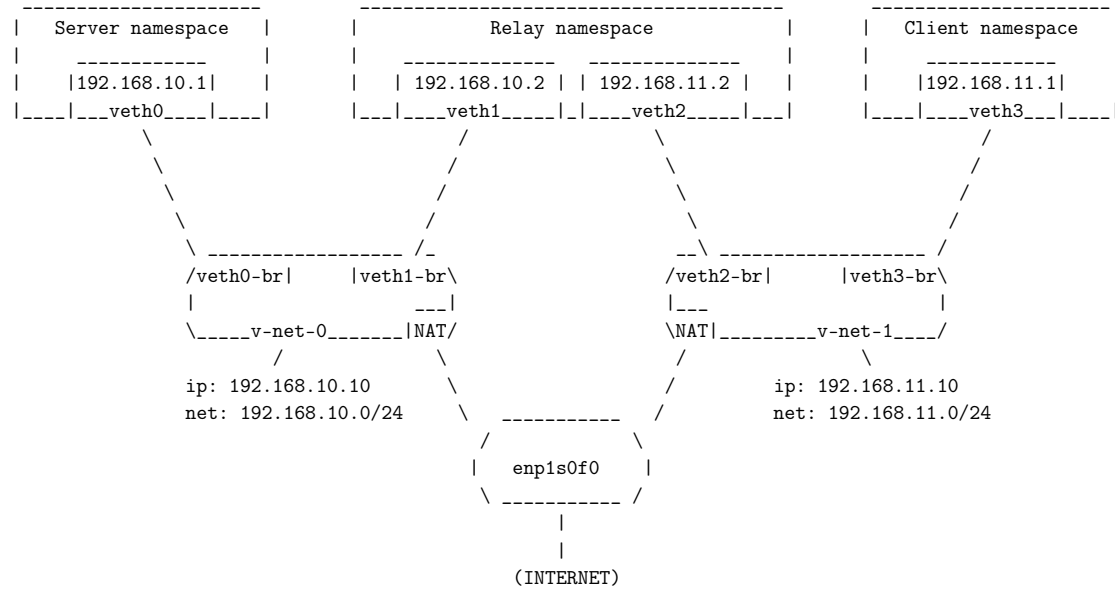 Server namespace Relay namespace Client namespace
192.168.10.1 192.168.10.2 192.168.11.2 192.168.11.1
veth0 veth1 veth2 veth3
veth0-br veth1-br veth2-br veth3-br
v-net-0 NAT NAT v-net-1
ip: 192.168.10.10 ip: 192.168.11.10
net: 192.168.10.0/24 net: 192.168.11.0/24
enp1s0f0
(INTERNET)